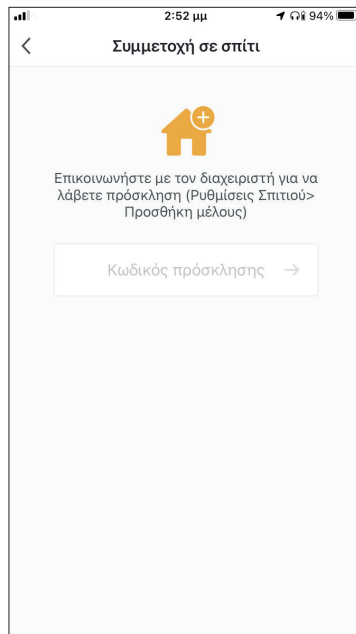 2:52 μμ
94%
Συμμετοχή σε σπίτι
Επικοινωνήστε με τον διαχειριστή για να
λάβετε πρόσκληση (Ρυθμίσεις Σπιτιού>
Προσθήκη μέλους)
Κωδικός πρόσκλησης